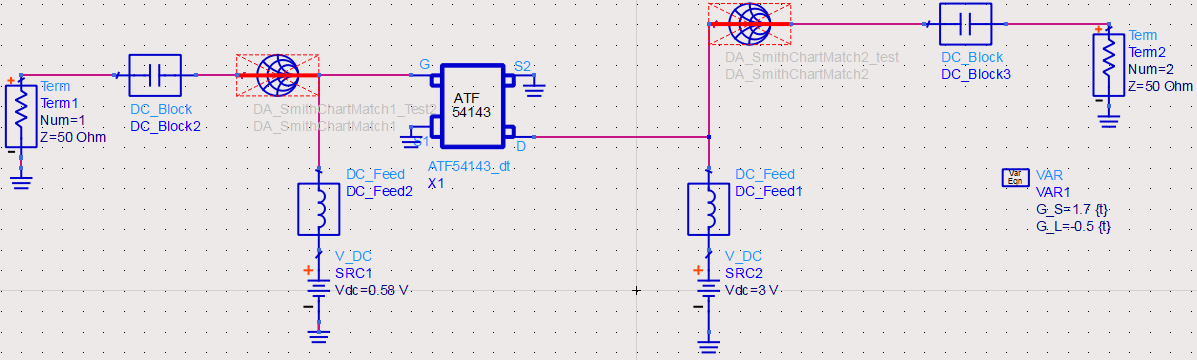 Term
Term1
Num=1
Z=50 Ohm
DC_Block
DC_Block2
DA_SmithChartMatch1_Test2
DA_SmithChartMatch1
G
S2
ATF
54143
S1
D
ATF54143_dt
X1
DC_Feed
DC_Feed2
V_DC
SRC1
Vdc=0.58 V
DA_SmithChartMatch2_test
DA_SmithChartMatch2
DC_Feed
DC_Feed1
V_DC
SRC2
Vdc=3 V
DC_Block
DC_Block3
Term
Term2
Num=2
Z=50 Ohm
Var
Eqn
VAR
VAR1
G_S=1.7 {t}
G_L=-0.5 {t}